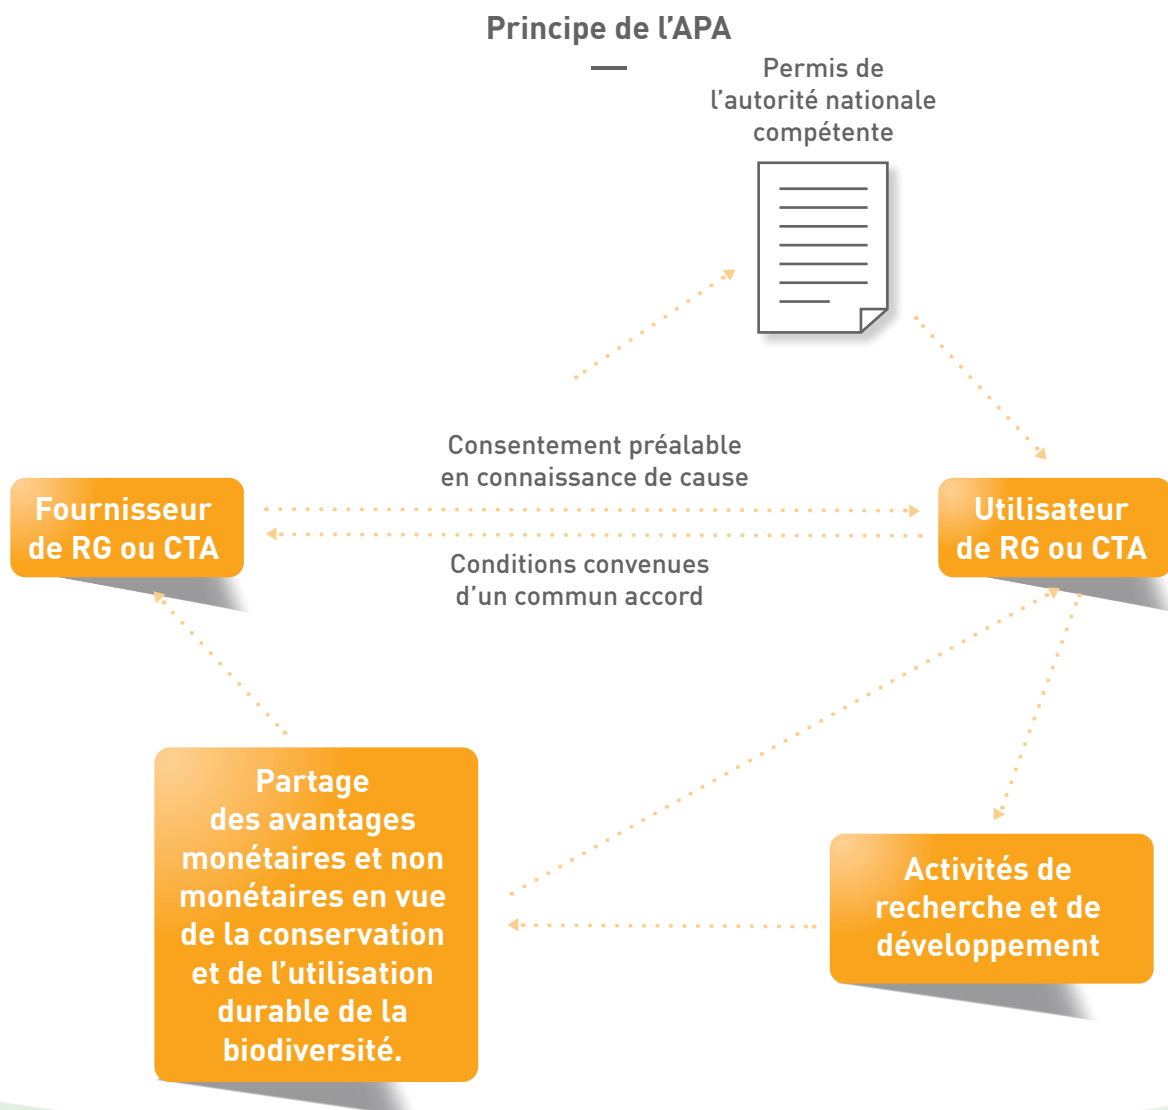 Principe de l’APA
Permis de
l’autorité nationale
compétente
Consentement préalable
en connaissance de cause
Fournisseur
de RG ou CTA
Utilisateur
de RG ou CTA
Conditions convenues
d’un commun accord
Partage
des avantages
monétaires et non
monétaires en vue
de la conservation
et de l’utilisation
durable de la
biodiversité.
Activités de
recherche et de
développement